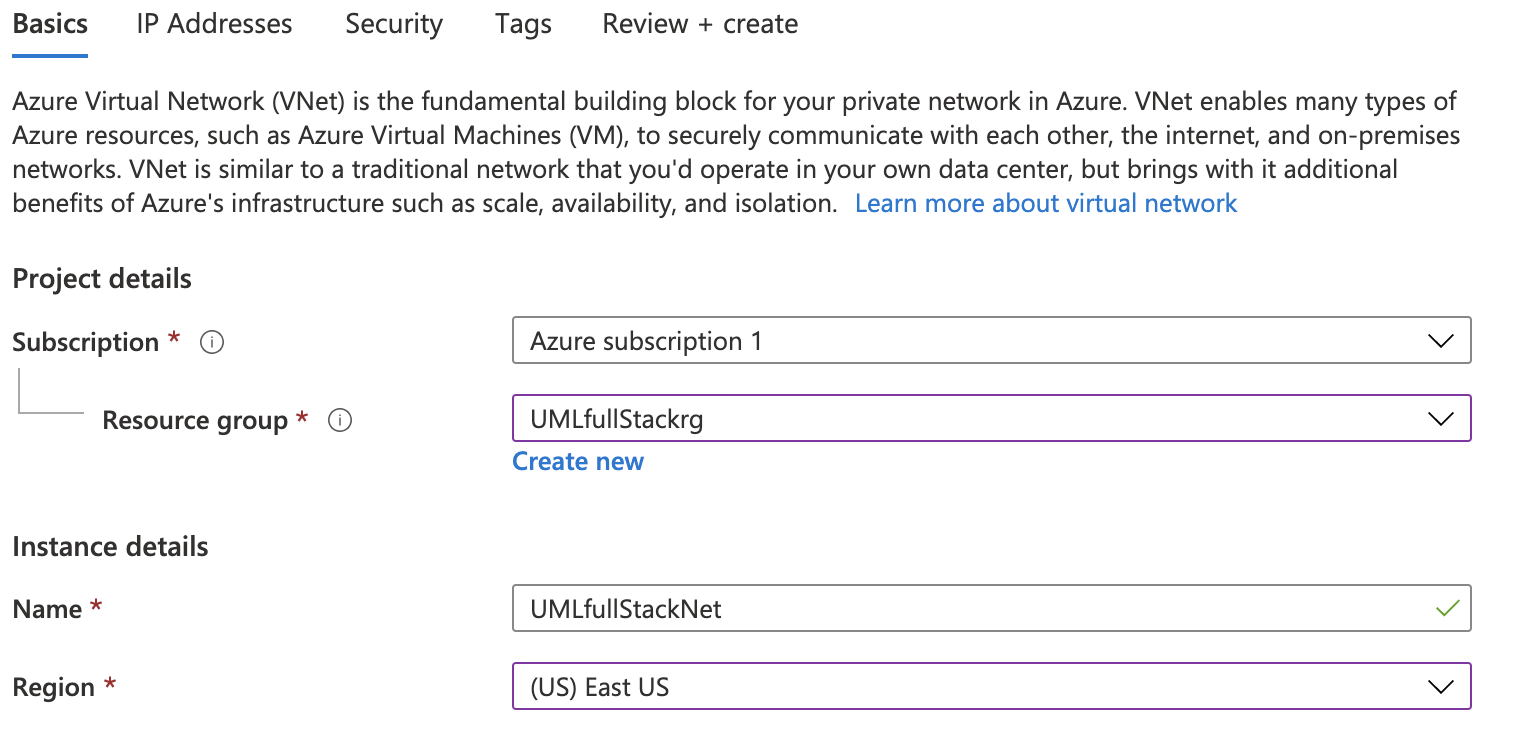 Basics IP Addresses Security Tags Review + create
Azure Virtual Network (VNet) is the fundamental building block for your private network in Azure. VNet enables many types of
Azure resources, such as Azure Virtual Machines (VM), to securely communicate with each other, the internet, and on-premises
networks. VNet is similar to a traditional network that you'd operate in your own data center, but brings with it additional
benefits of Azure's infrastructure such as scale, availability, and isolation. Learn more about virtual network
Project details
Subscription * Azure subscription 1
Resource group * UMLfullStackrg
Create new
Instance details
Name * UMLfullStackNet
Region * (US) East US